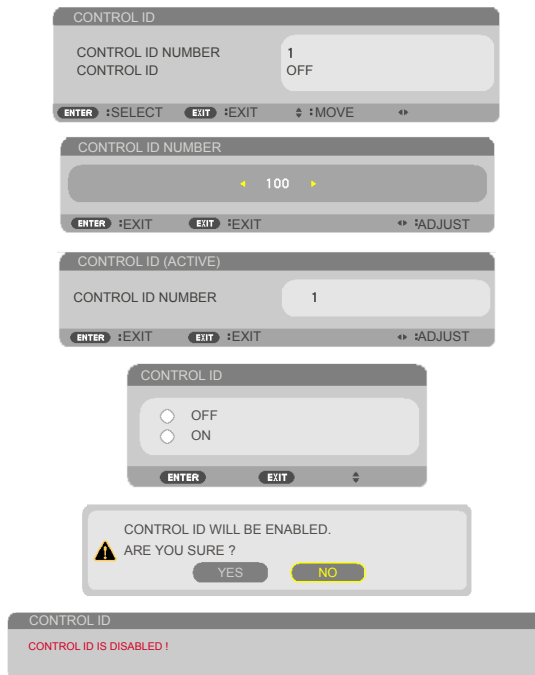 CONTROL ID
CONTROL ID NUMBER 1
CONTROL ID OFF
ENTER :SELECT EXIT :EXIT :MOVE
CONTROL ID NUMBER
100
ENTER :EXIT EXIT :EXIT :ADJUST
CONTROL ID (ACTIVE)
CONTROL ID NUMBER 1
ENTER :EXIT EXIT :EXIT :ADJUST
CONTROL ID
OFF
ON
ENTER EXIT
CONTROL ID WILL BE ENABLED.
ARE YOU SURE ?
YES NO
CONTROL ID
CONTROL ID IS DISABLED !